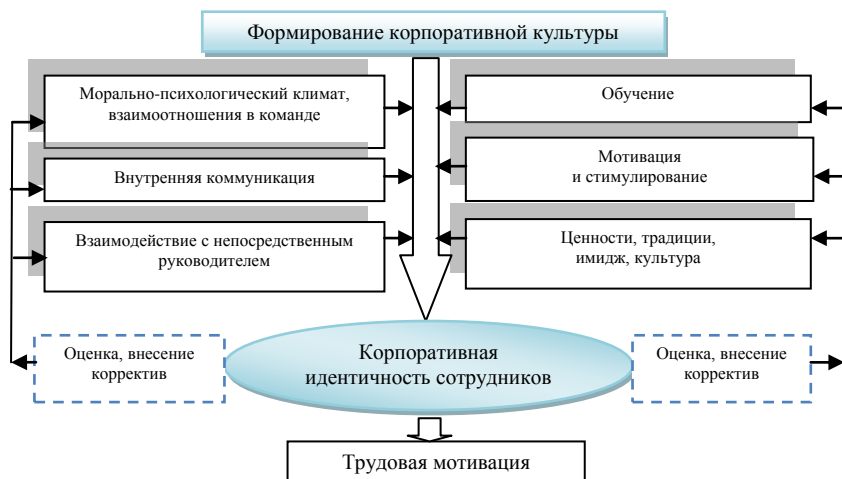 Формирование корпоративной культуры
Морально-психологический климат,
взаимоотношения в команде
Обучение
Внутренняя коммуникация
Мотивация
и стимулирование
Взаимодействие с непосредственным
руководителем
Ценности, традиции,
имидж, культура
Оценка, внесение
корректив
Корпоративная
идентичность сотрудников
Оценка, внесение
корректив
Трудовая мотивация